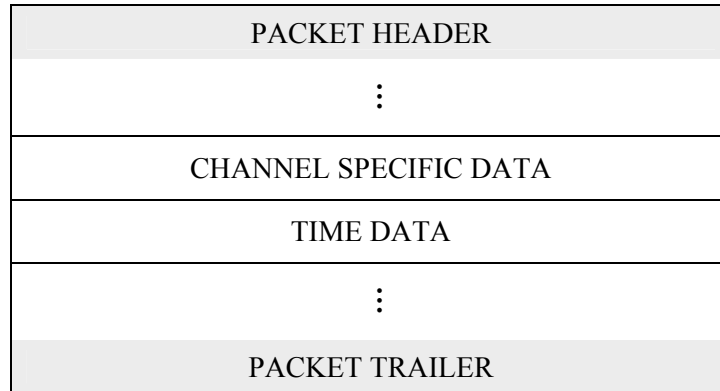 PACKET HEADER
⋮
CHANNEL SPECIFIC DATA
TIME DATA
⋮
PACKET TRAILER